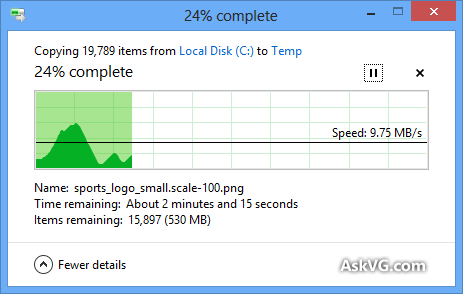 24% complete
Copying 19,789 items from Local Disk (C:) to Temp
24% complete
Speed: 9.75 MB/s
Name: sports_logo_small.scale-100.png
Time remaining: About 2 minutes and 15 seconds
Items remaining: 15,897 (530 MB)
Fewer details
AskVG.com